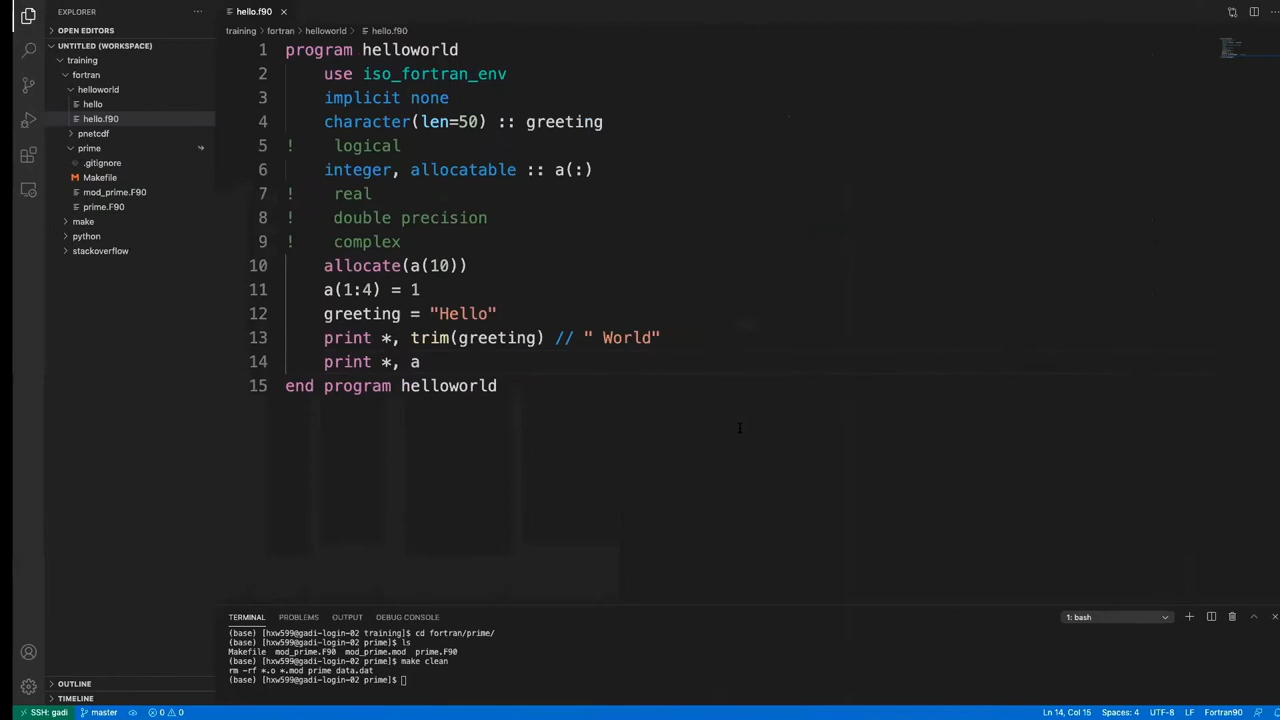 EXPLORER
···
hello.f90 ×
OPEN EDITORS
training > fortran > helloworld > hello.f90
UNTITLED (WORKSPACE)
training
fortran
helloworld
hello
hello.f90
pnetcdf
prime
.gitignore
M Makefile
mod_prime.F90
prime.F90
make
python
stackoverflow
1 program helloworld
2 use iso_fortran_env
3 implicit none
4 character(len=50) :: greeting
5 ! logical
6 integer, allocatable :: a(:)
7 ! real
8 ! double precision
9 ! complex
10 allocate(a(10))
11 a(1:4) = 1
12 greeting = "Hello"
13 print *, trim(greeting) // " World"
14 print *, a
15 end program helloworld
TERMINAL PROBLEMS OUTPUT DEBUG CONSOLE 1: bash
(base) [hxw599@gadi-login-02 training]$ cd fortran/prime/
(base) [hxw599@gadi-login-02 prime]$ ls
Makefile mod_prime.F90 mod_prime.mod prime.F90
(base) [hxw599@gadi-login-02 prime]$ make clean
rm -rf *.o *.mod prime data.dat
(base) [hxw599@gadi-login-02 prime]$
OUTLINE
TIMELINE
SSH: gadi master 0 0 Ln 14, Col 15 Spaces: 4 UTF-8 LF Fortran90